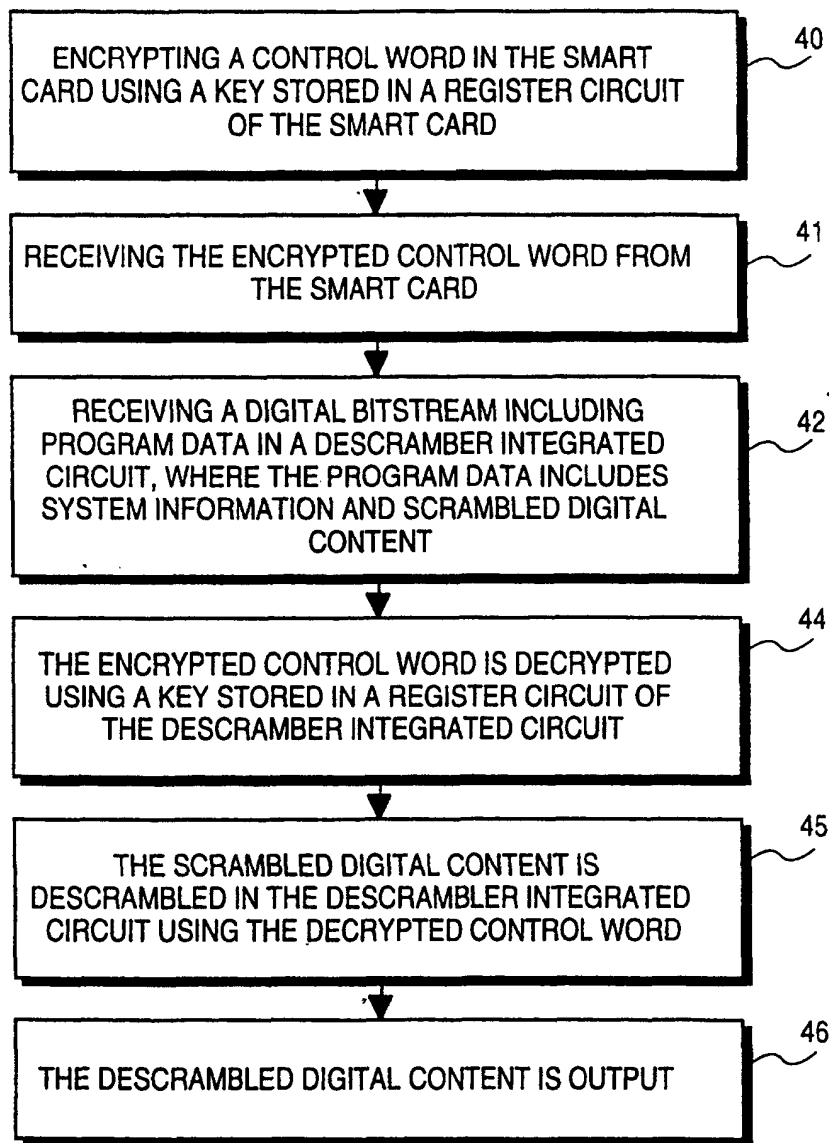 ENCRYPTING A CONTROL WORD IN THE SMART
CARD USING A KEY STORED IN A REGISTER CIRCUIT
OF THE SMART CARD
40
RECEIVING THE ENCRYPTED CONTROL WORD FROM
THE SMART CARD
41
RECEIVING A DIGITAL BITSTREAM INCLUDING
PROGRAM DATA IN A DESCRAMBER INTEGRATED
CIRCUIT, WHERE THE PROGRAM DATA INCLUDES
SYSTEM INFORMATION AND SCRAMBLED DIGITAL
CONTENT
42
THE ENCRYPTED CONTROL WORD IS DECRYPTED
USING A KEY STORED IN A REGISTER CIRCUIT OF
THE DESCRAMBER INTEGRATED CIRCUIT
44
THE SCRAMBLED DIGITAL CONTENT IS
DESCRAMBLED IN THE DESCRAMBLER INTEGRATED
CIRCUIT USING THE DECRYPTED CONTROL WORD
45
THE DESCRAMBLED DIGITAL CONTENT IS OUTPUT
46